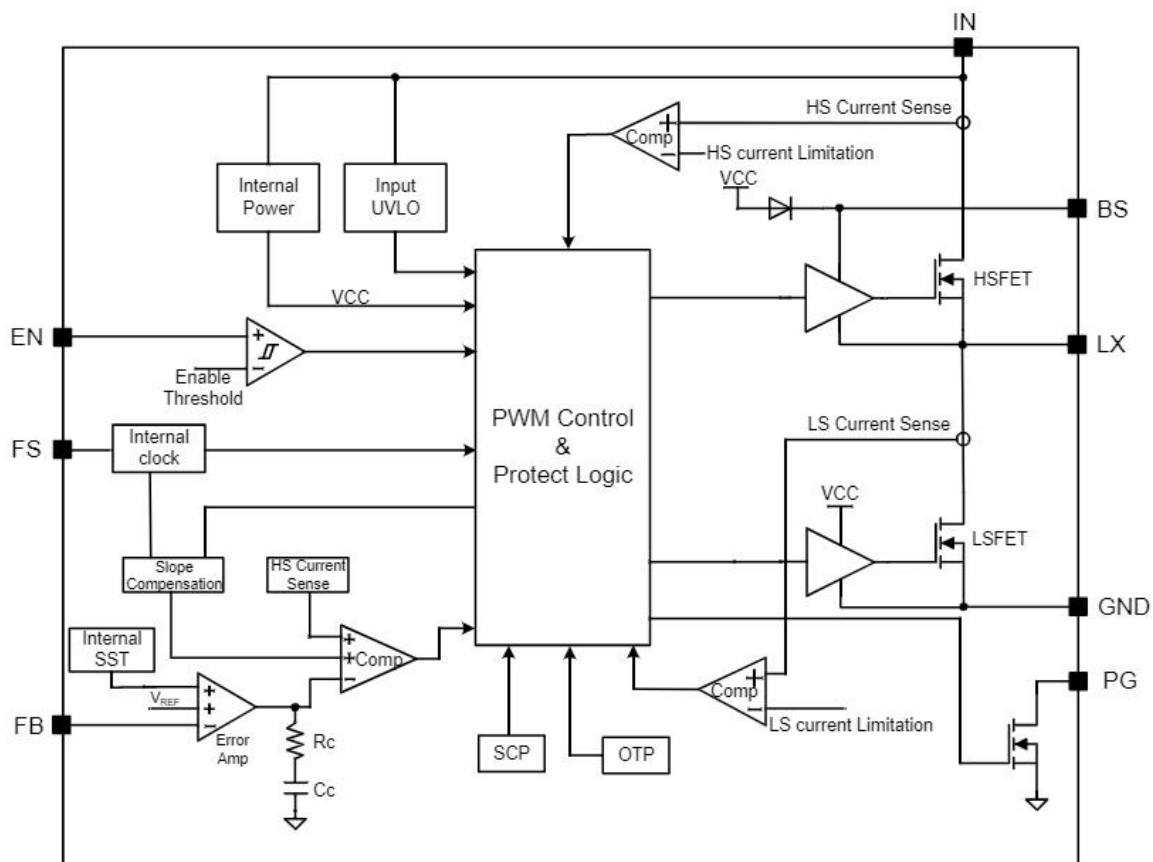 IN
HS Current Sense
+
Comp
−
HS current Limitation
Internal
Power
Input
UVLO
VCC
BS
HSFET
VCC
EN
+
−
Enable
Threshold
LX
PWM Control
&
Protect Logic
FS
Internal
clock
LS Current Sense
VCC
LSFET
Slope
Compensation
HS Current
Sense
GND
Internal
SST
+
+
Comp
−
+
Comp
−
LS current Limitation
PG
VREF
+
+
−
FB
Error
Amp
Rc
Cc
SCP
OTP